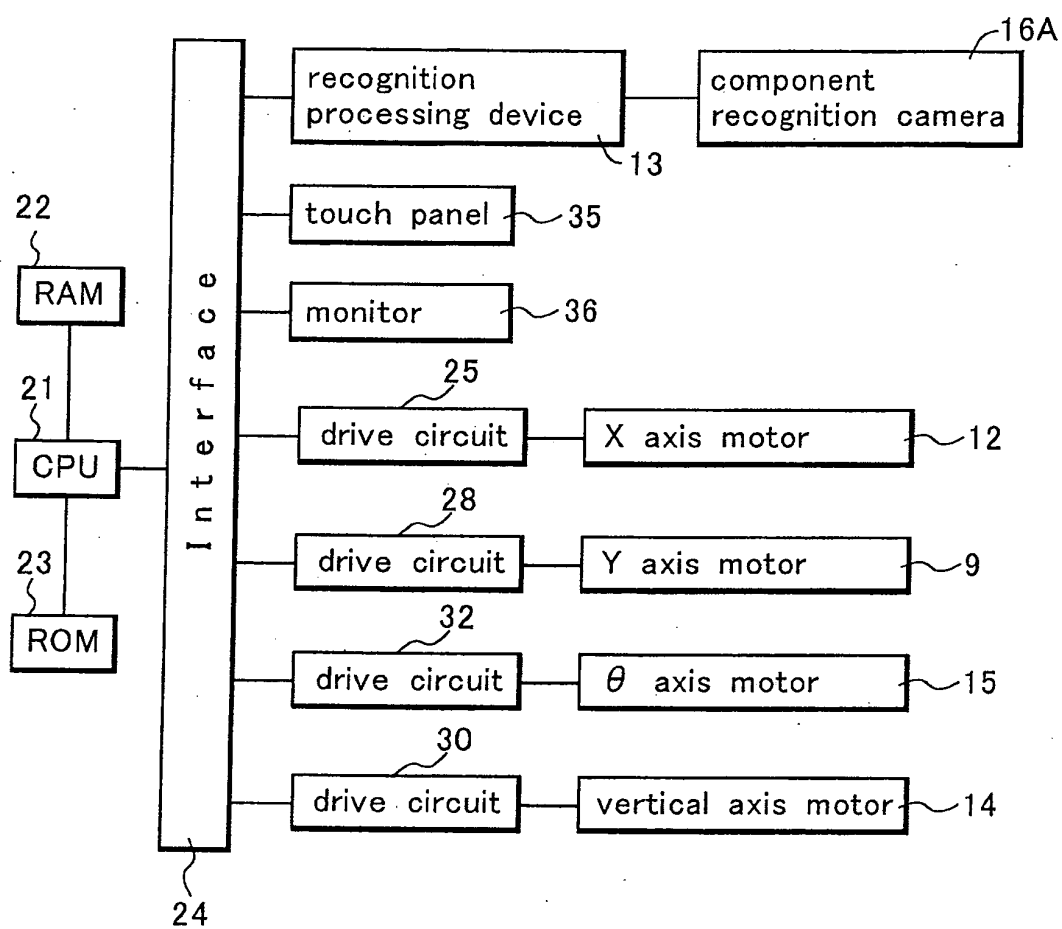 16A
recognition
processing device
component
recognition camera
13
22
touch panel
35
RAM
monitor
36
Interface
21
25
CPU
drive circuit
X axis motor
12
28
drive circuit
Y axis motor
9
23
ROM
32
drive circuit
θ axis motor
15
30
drive circuit
vertical axis motor
14
24